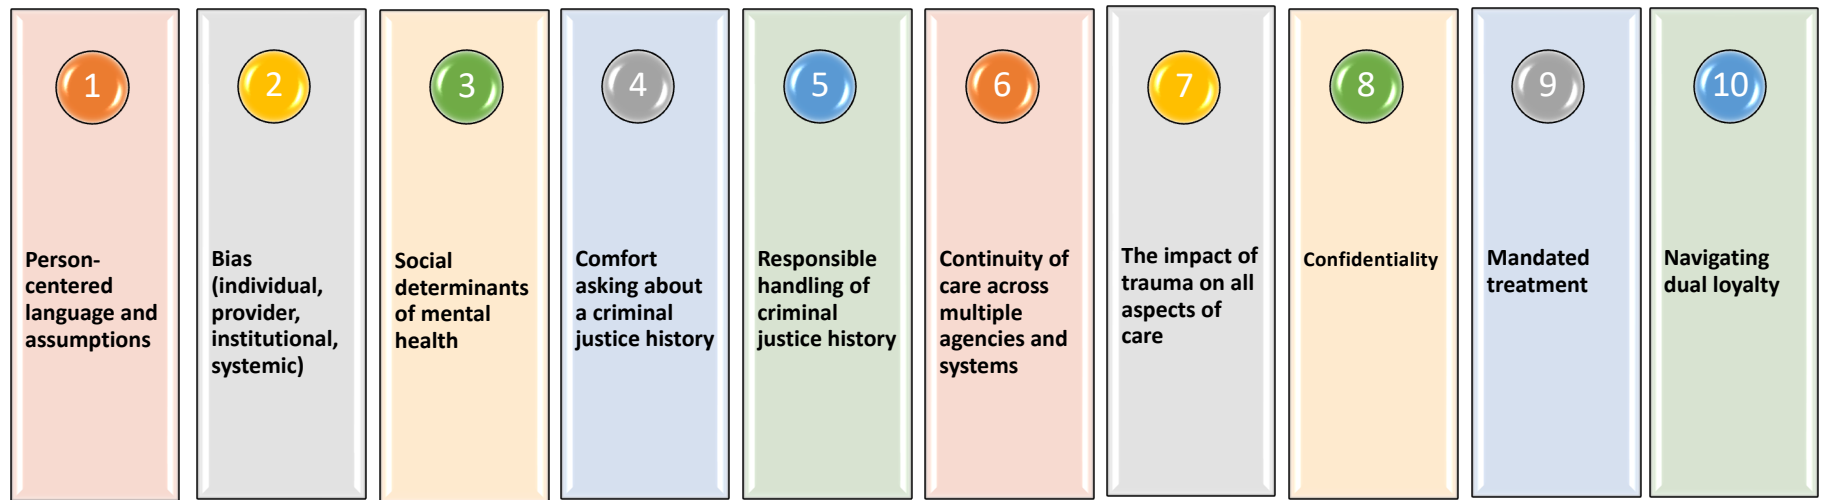 1
Person-
centered
language and
assumptions
2
Bias
(individual,
provider,
institutional,
systemic)
3
Social
determinants
of mental
health
4
Comfort
asking about
a criminal
justice history
5
Responsible
handling of
criminal
justice history
6
Continuity of
care across
multiple
agencies and
systems
7
The impact of
trauma on all
aspects of
care
8
Confidentiality
9
Mandated
treatment
10
Navigating
dual loyalty